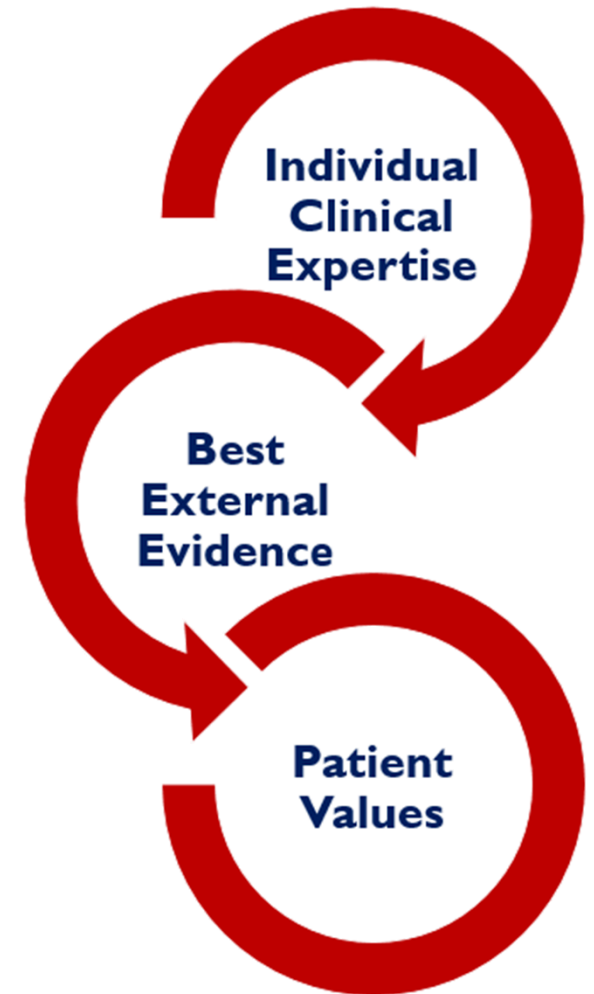 Individual
Clinical
Expertise
Best
External
Evidence
Patient
Values